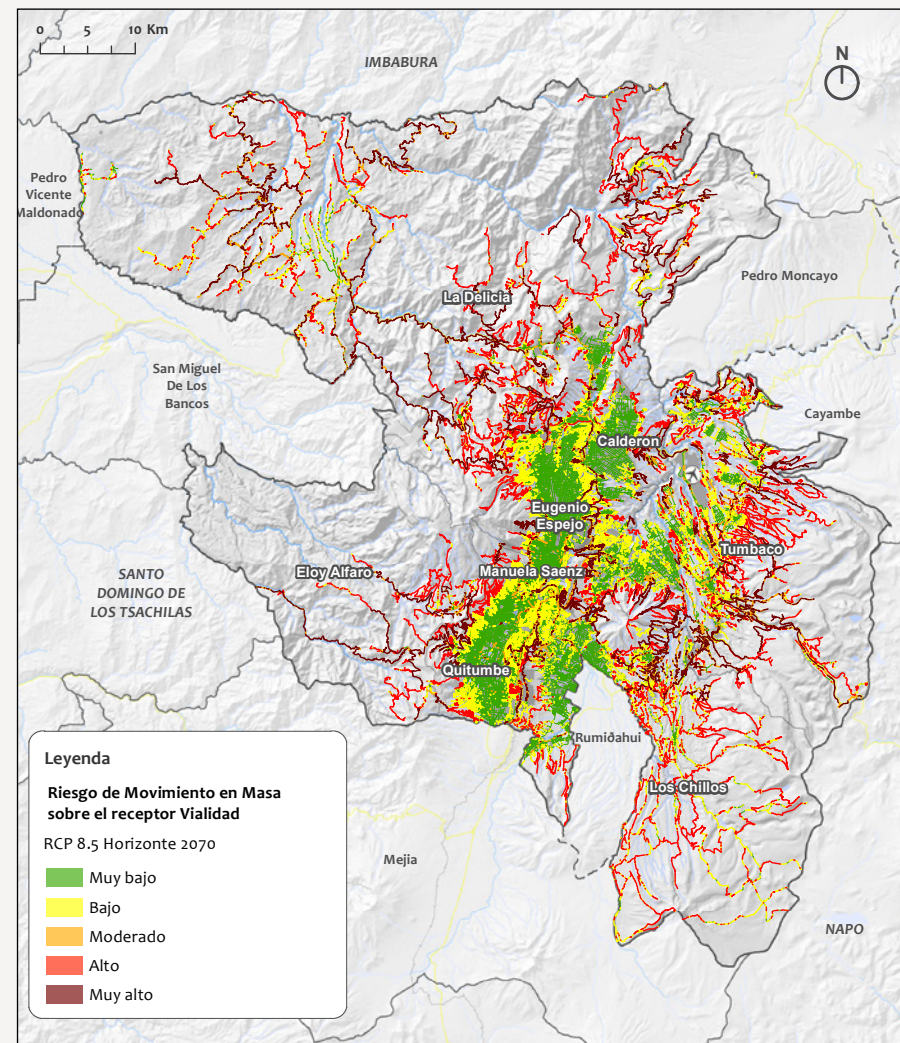 0 5 10 Km
IMBABURA
N
Pedro
Vicente
Maldonado
Pedro Moncayo
La Delicia
San Miguel
De Los
Bancos
Cayambe
Calderon
Eugenio
Espejo
Tumbaco
Manuela Saenz
Eloy Alfaro
SANTO
DOMINGO DE
LOS TSACHILAS
Quitumbe
Rumiðahui
Los Chillos
Mejia
NAPO
Leyenda
Riesgo de Movimiento en Masa
sobre el receptor Vialidad
RCP 8.5 Horizonte 2070
Muy bajo
Bajo
Moderado
Alto
Muy alto